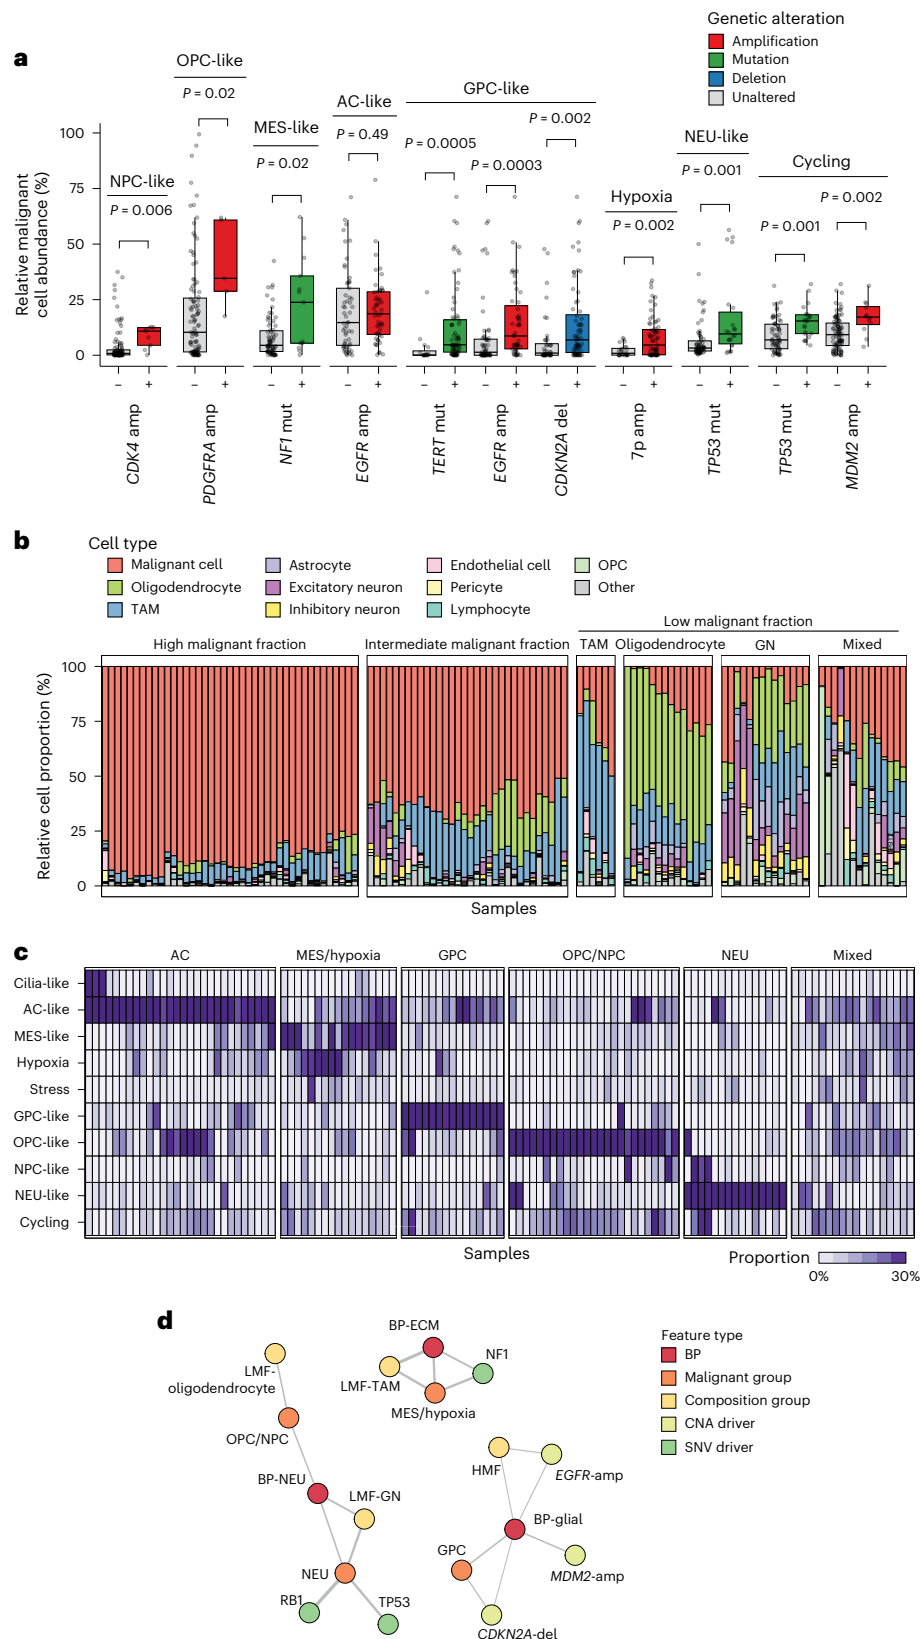 Genetic alteration
Amplification
Mutation
Deletion
Unaltered
a
OPC-like
P = 0.02
MES-like
P = 0.02
AC-like
P = 0.49
GPC-like
P = 0.0005
P = 0.0003
P = 0.002
NEU-like
P = 0.001
Cycling
P = 0.001
P = 0.002
NPC-like
P = 0.006
Hypoxia
P = 0.002
Relative malignant
cell abundance (%)
100
75
50
25
0
– + – + – + – + – + – + – + – + – + – + – +
CDK4 amp
PDGFRA amp
NF1 mut
EGFR amp
TERT mut
EGFR amp
CDKN2A del
7p amp
TP53 mut
TP53 mut
MDM2 amp
b
Cell type
Malignant cell
Oligodendrocyte
TAM
Astrocyte
Excitatory neuron
Inhibitory neuron
Endothelial cell
Pericyte
Lymphocyte
OPC
Other
Low malignant fraction
High malignant fraction
Intermediate malignant fraction
TAM
Oligodendrocyte
GN
Mixed
Relative cell proportion (%)
100
75
50
25
0
Samples
c
AC
MES/hypoxia
GPC
OPC/NPC
NEU
Mixed
Cilia-like
AC-like
MES-like
Hypoxia
Stress
GPC-like
OPC-like
NPC-like
NEU-like
Cycling
Samples
Proportion
0%
30%
d
BP-ECM
NF1
LMF-TAM
MES/hypoxia
LMF-
oligodendrocyte
OPC/NPC
BP-NEU
LMF-GN
NEU
RB1
TP53
HMF
EGFR-amp
BP-glial
GPC
MDM2-amp
CDKN2A-del
Feature type
BP
Malignant group
Composition group
CNA driver
SNV driver